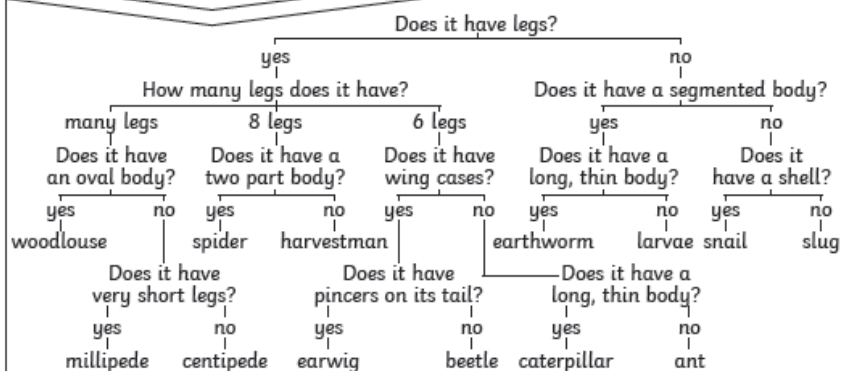 Does it have legs?
yes no
How many legs does it have? Does it have a segmented body?
many legs 8 legs 6 legs yes no
Does it have Does it have a Does it have Does it have a Does it
an oval body? two part body? wing cases? long, thin body? have a shell?
yes no yes no yes no yes no yes no
woodlouse spider harvestman earthworm larvae snail slug
Does it have Does it have Does it have a
very short legs? pincers on its tail? long, thin body?
yes no yes no yes no
millipede centipede earwig beetle caterpillar ant